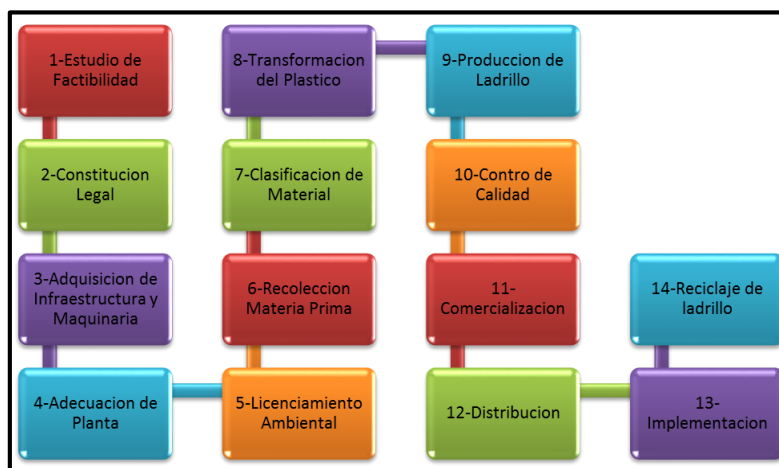 1-Estudio de
Factibilidad
2-Constitucion
Legal
3-Adquisicion de
Infraestructura y
Maquinaria
4-Adecuacion de
Planta
5-Licenciamiento
Ambiental
6-Recoleccion
Materia Prima
7-Clasificacion de
Material
8-Transformacion
del Plastico
9-Produccion de
Ladrillo
10-Contro de
Calidad
11-
Comercializacion
12-Distribucion
13-
Implementacion
14-Reciclaje de
ladrillo